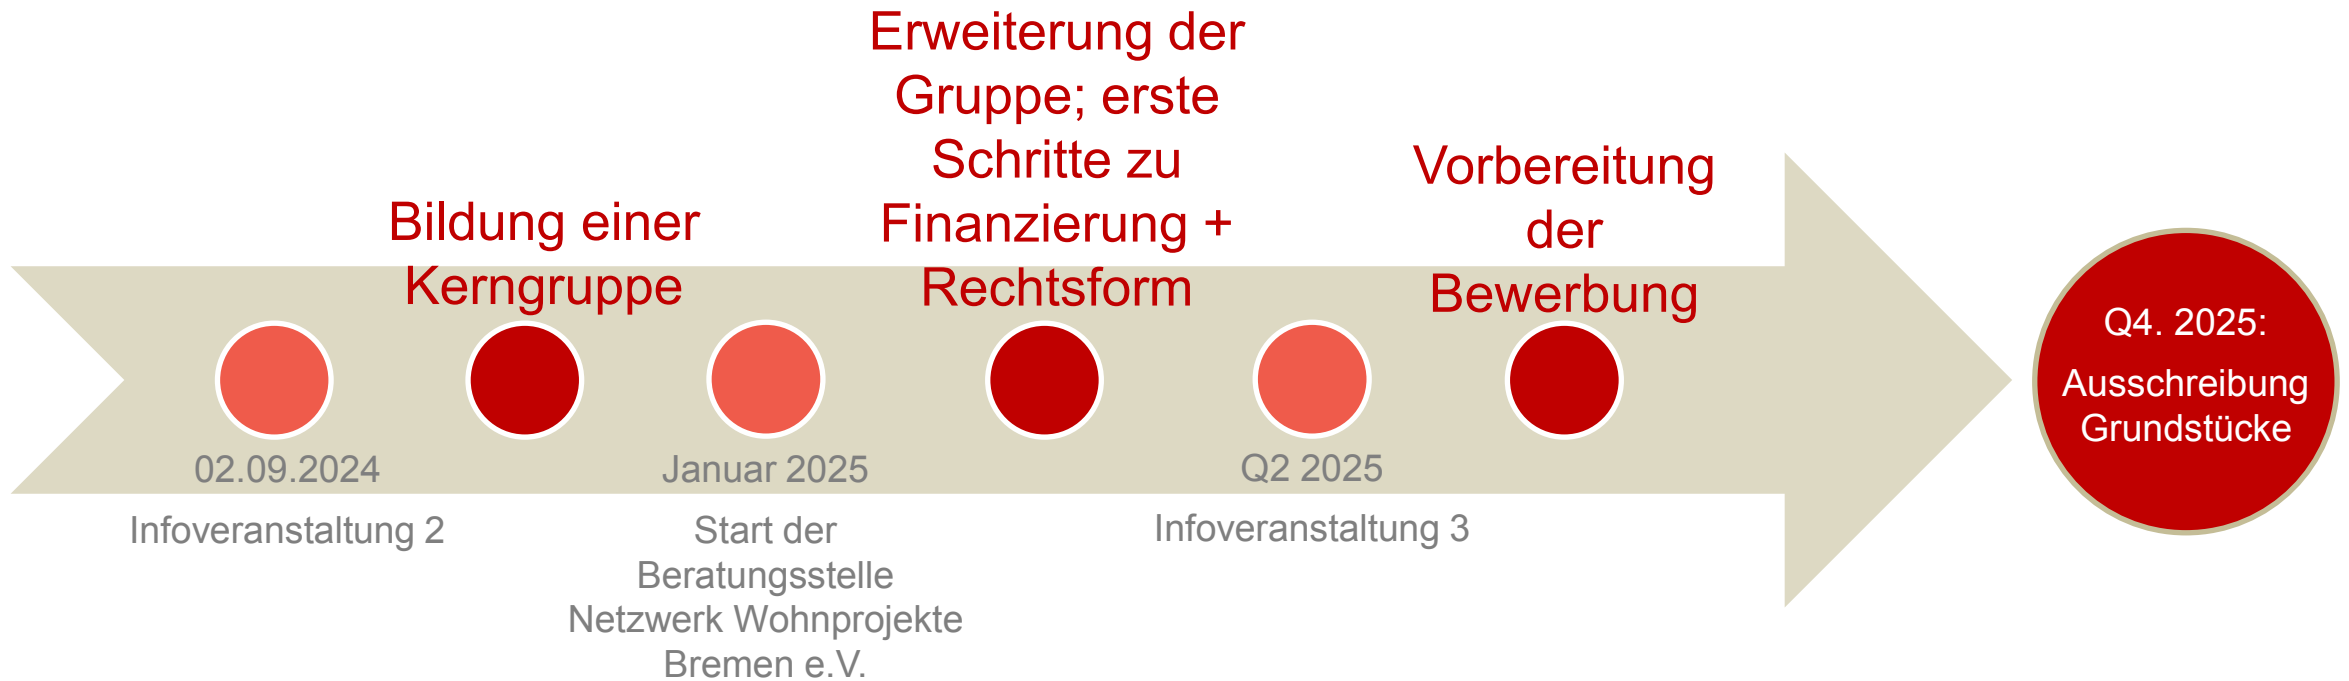 Erweiterung der
Gruppe; erste
Schritte zu
Finanzierung +
Rechtsform
Vorbereitung
der
Bewerbung
Bildung einer
Kerngruppe
Q4. 2025:
Ausschreibung
Grundstücke
02.09.2024
Infoveranstaltung 2
Januar 2025
Start der
Beratungsstelle
Netzwerk Wohnprojekte
Bremen e.V.
Q2 2025
Infoveranstaltung 3